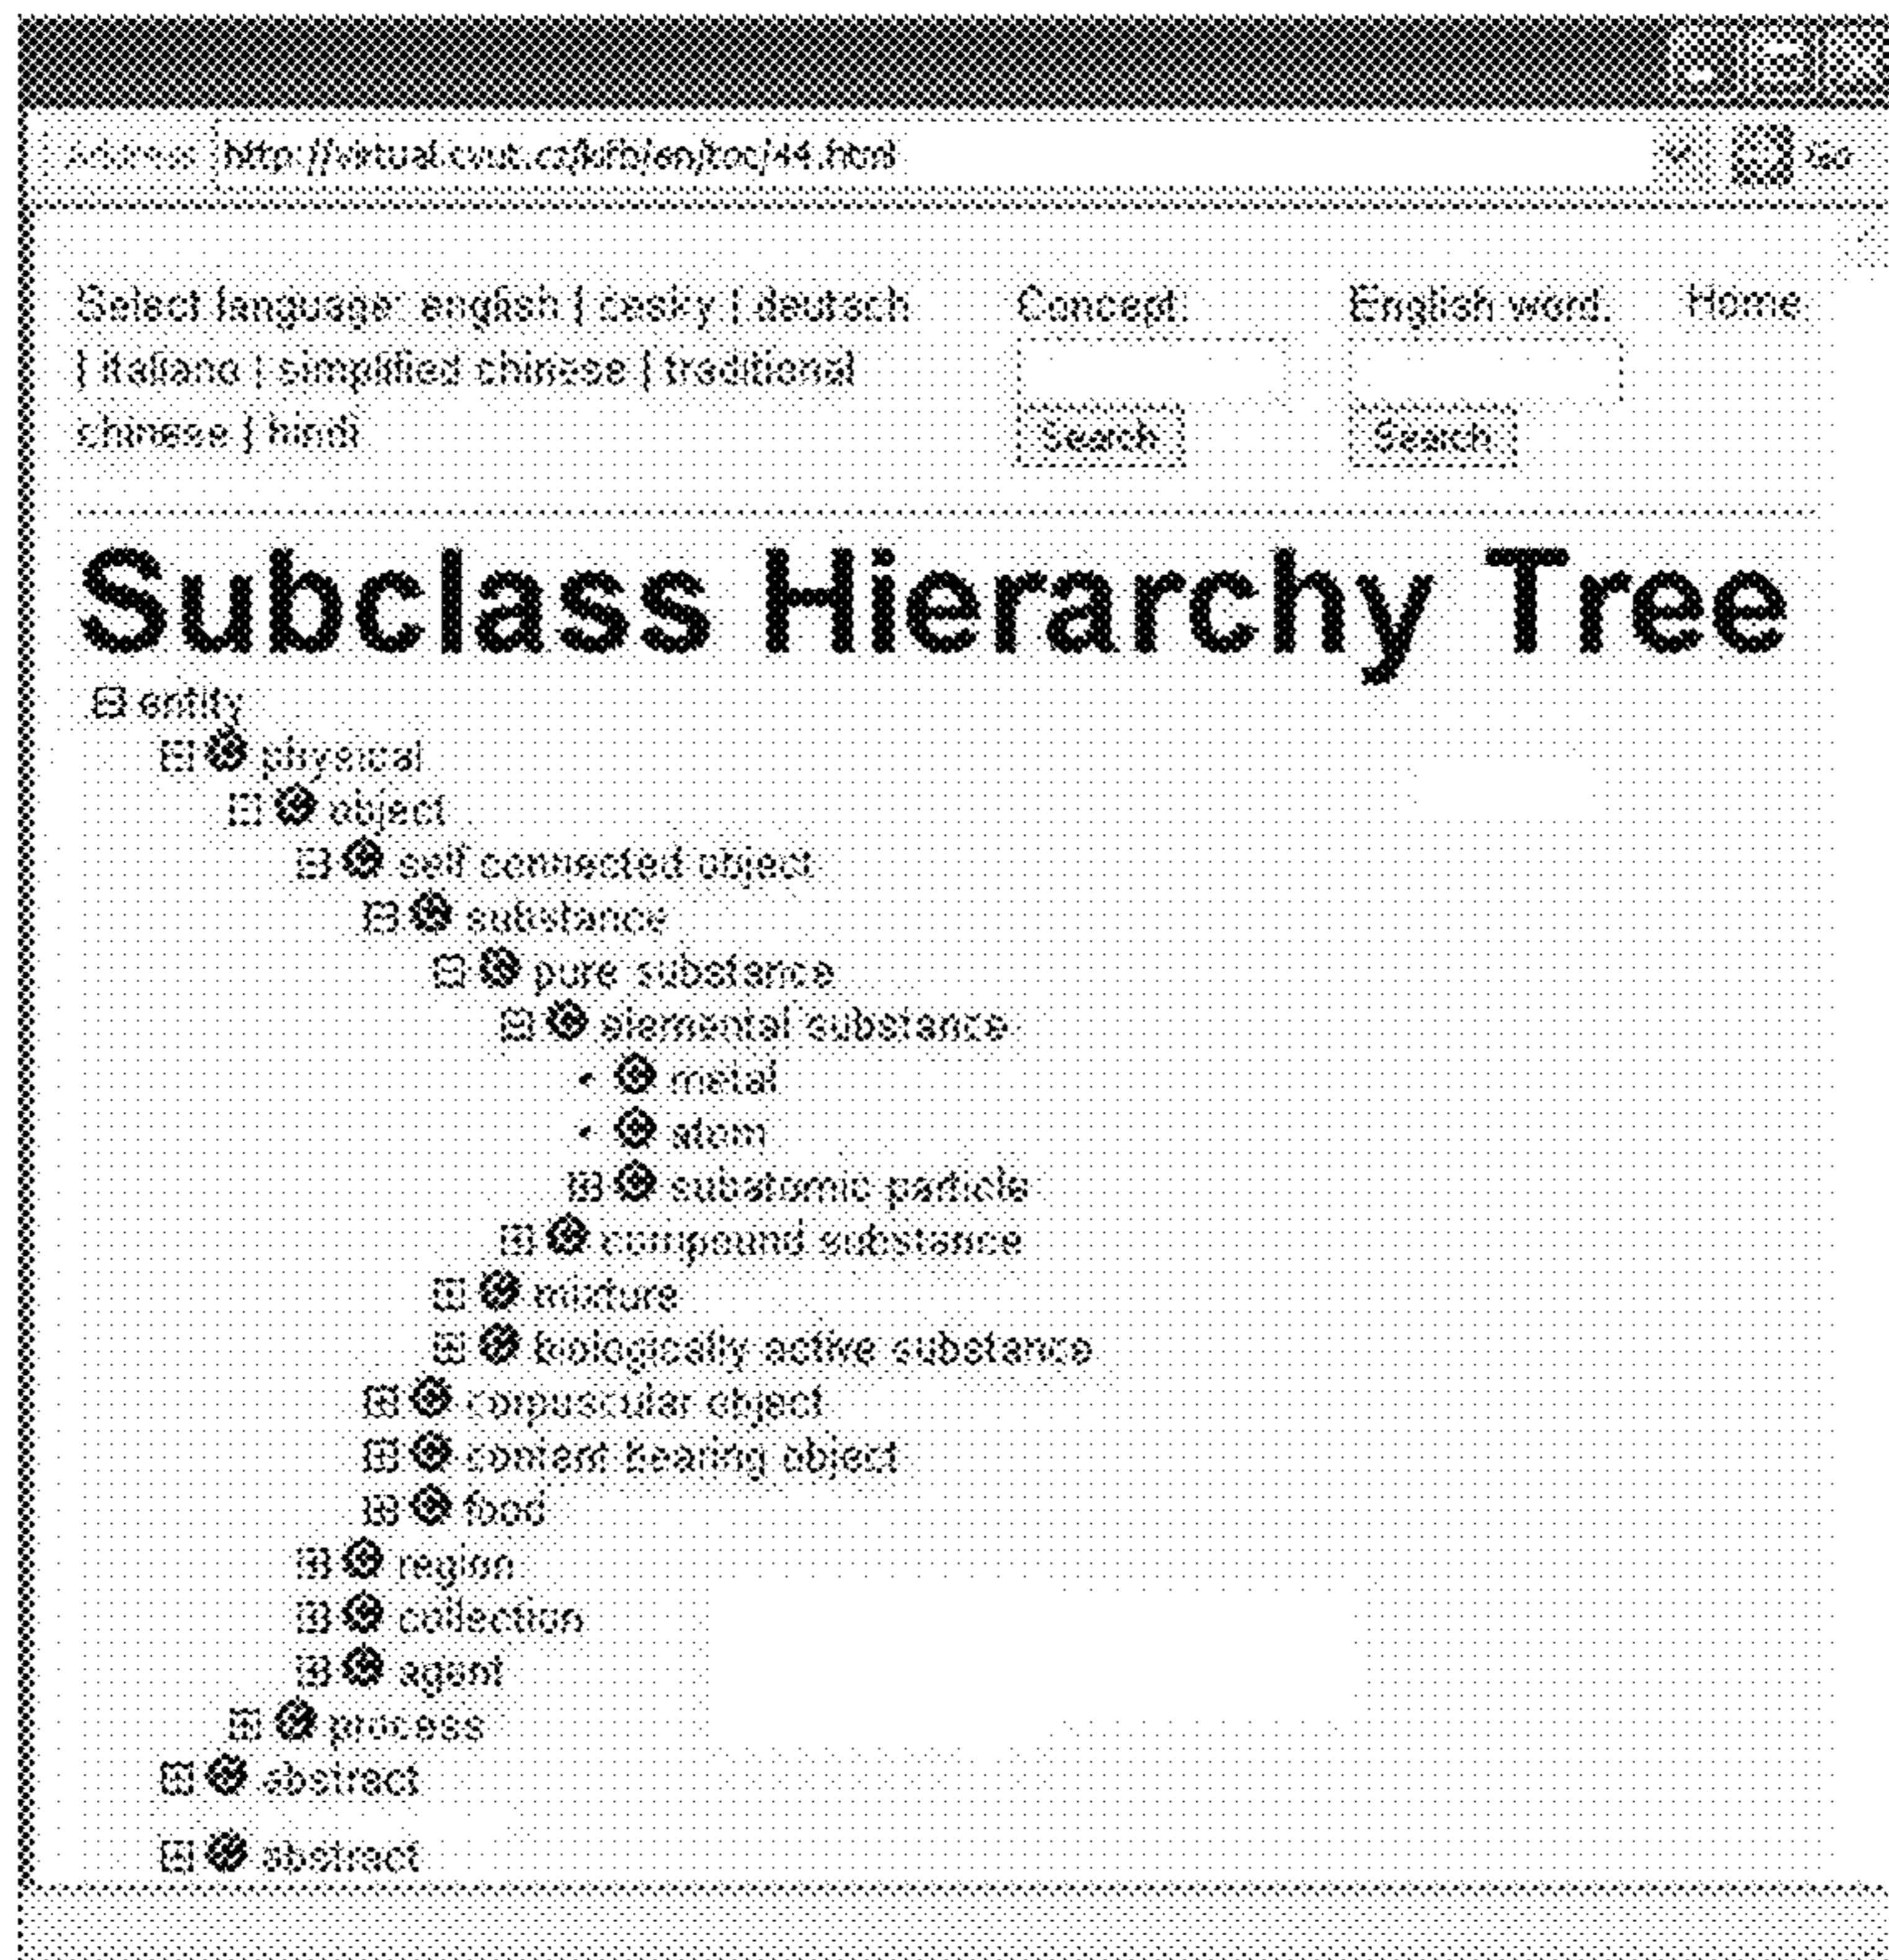 Address http://virtual.cvut.cz/kifb/en/toc/44.html
Select language: english | cesky | deutsch
| italiano | simplified chinese | traditional
chinese | hindi
Concept:
Search
English word:
Search
Home
Subclass Hierarchy Tree
entity
physical
object
self connected object
substance
pure substance
elemental substance
metal
atom
subatomic particle
compound substance
mixture
biologically active substance
corpuscular object
content bearing object
food
region
collection
agent
process
abstract
abstract